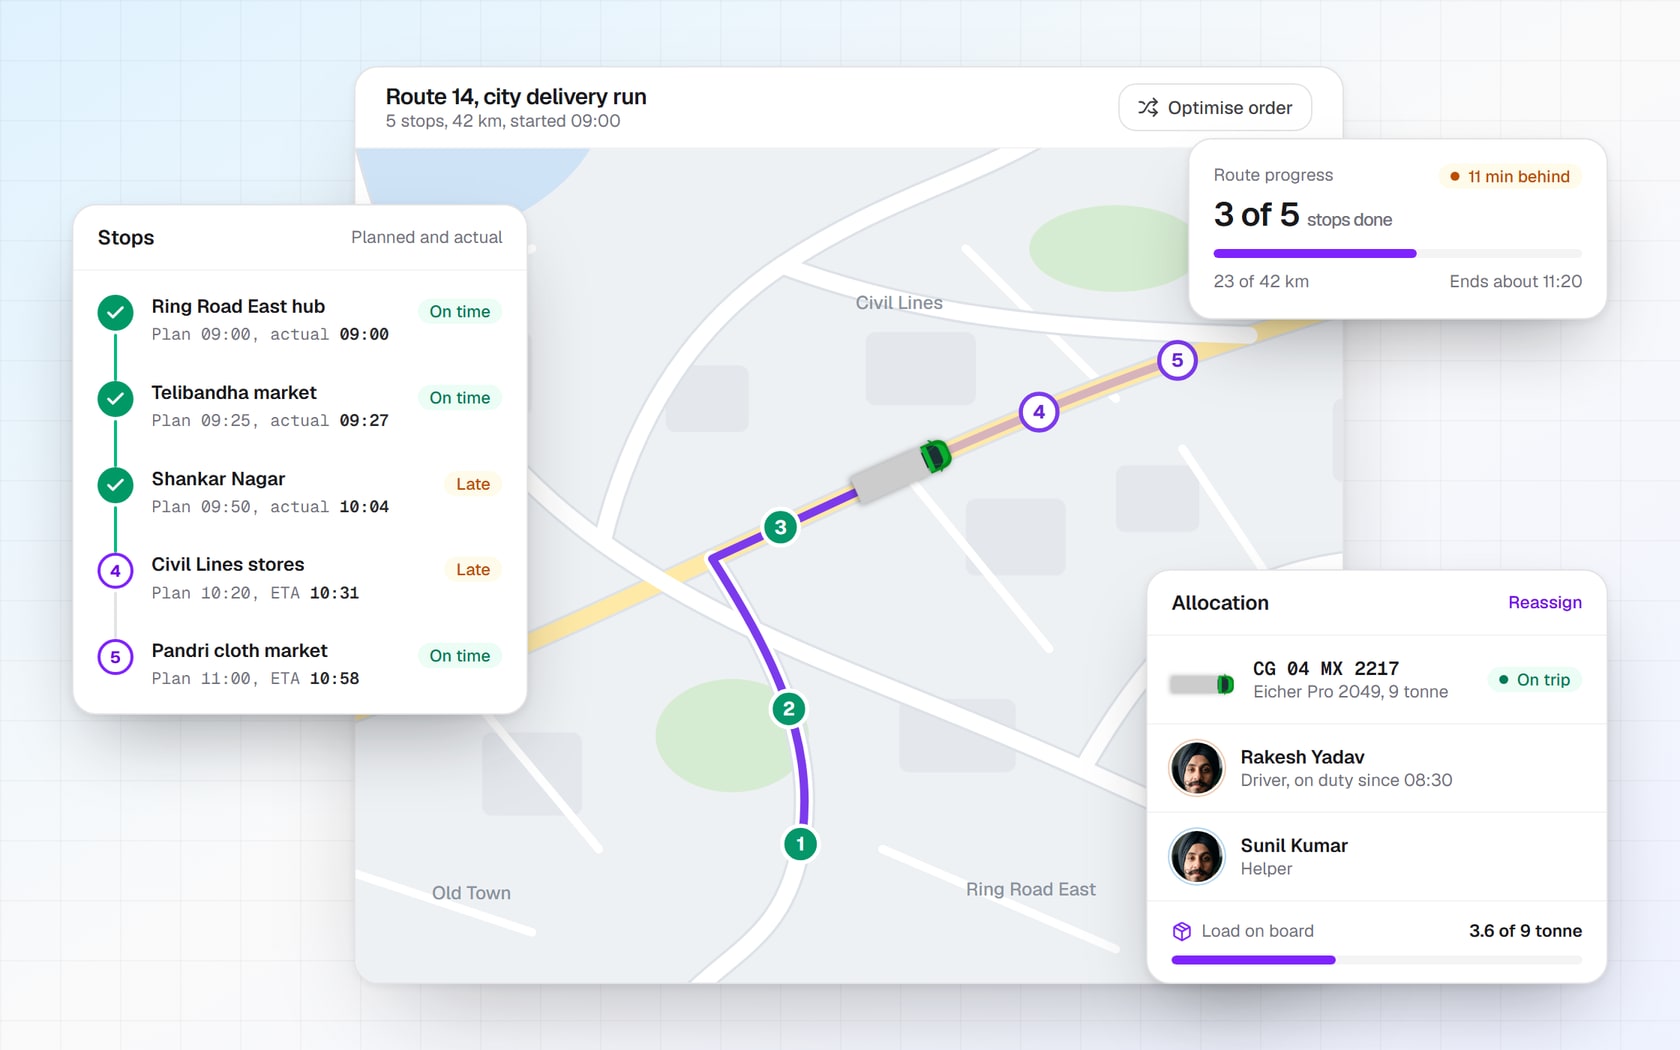 Route 14, city delivery run
5 stops, 42 km, started 09:00
Optimise order
Route progress
11 min behind
3 of 5 stops done
23 of 42 km
Ends about 11:20
Stops
Planned and actual
Ring Road East hub
On time
Plan 09:00, actual 09:00
Telibandha market
On time
Plan 09:25, actual 09:27
Shankar Nagar
Late
Plan 09:50, actual 10:04
4
Civil Lines stores
Late
Plan 10:20, ETA 10:31
5
Pandri cloth market
On time
Plan 11:00, ETA 10:58
Civil Lines
5
4
3
2
1
Old Town
Ring Road East
Allocation
Reassign
CG 04 MX 2217
Eicher Pro 2049, 9 tonne
On trip
Rakesh Yadav
Driver, on duty since 08:30
Sunil Kumar
Helper
Load on board
3.6 of 9 tonne